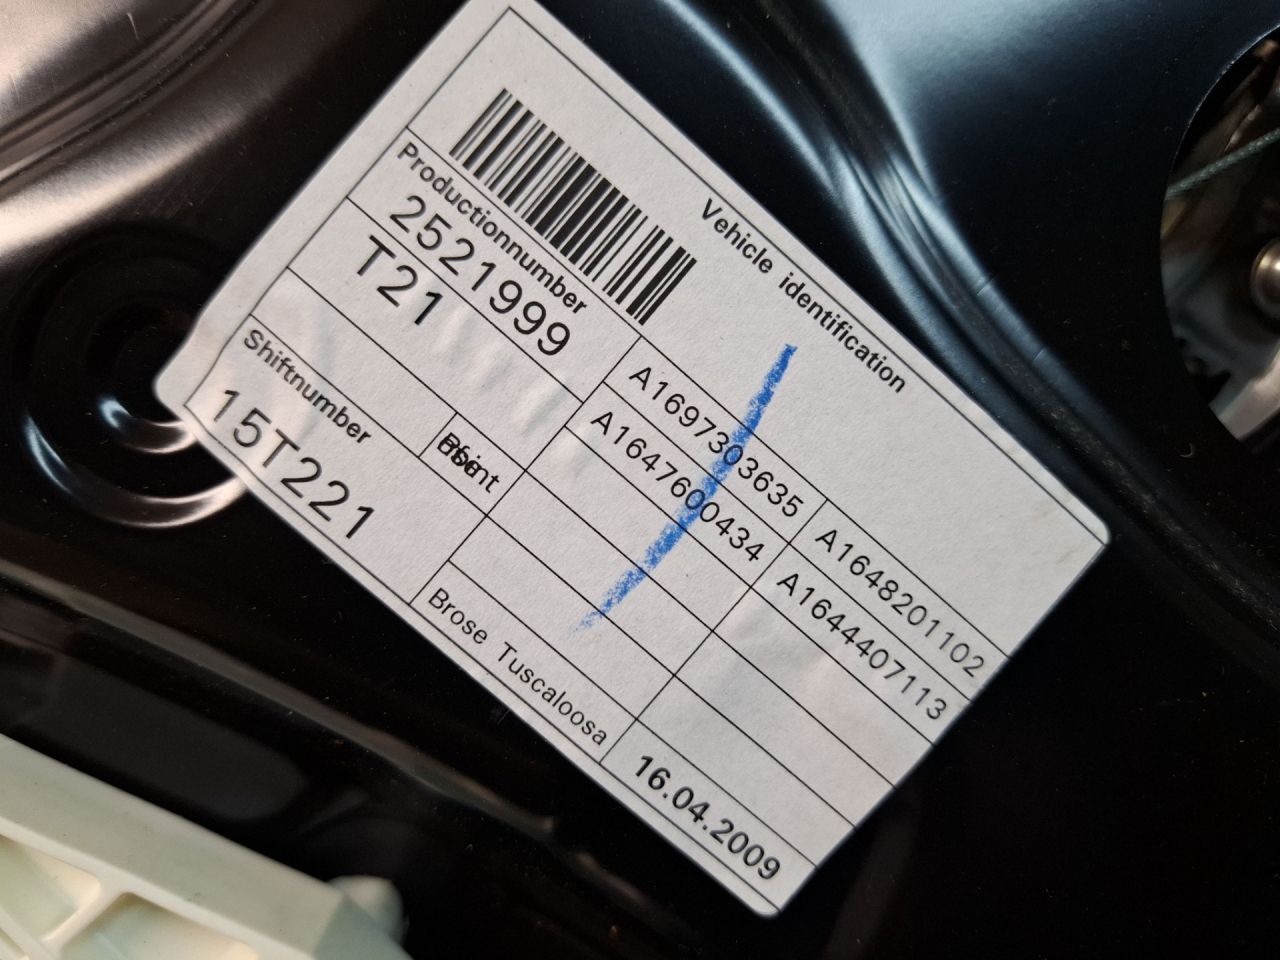 Vehicle identification
Productionnumber
2521999
T21
A1697303635
A1648201102
A1647600434
A1644407113
Shiftnumber
15T221
Brose Tuscaloosa
16.04.2009